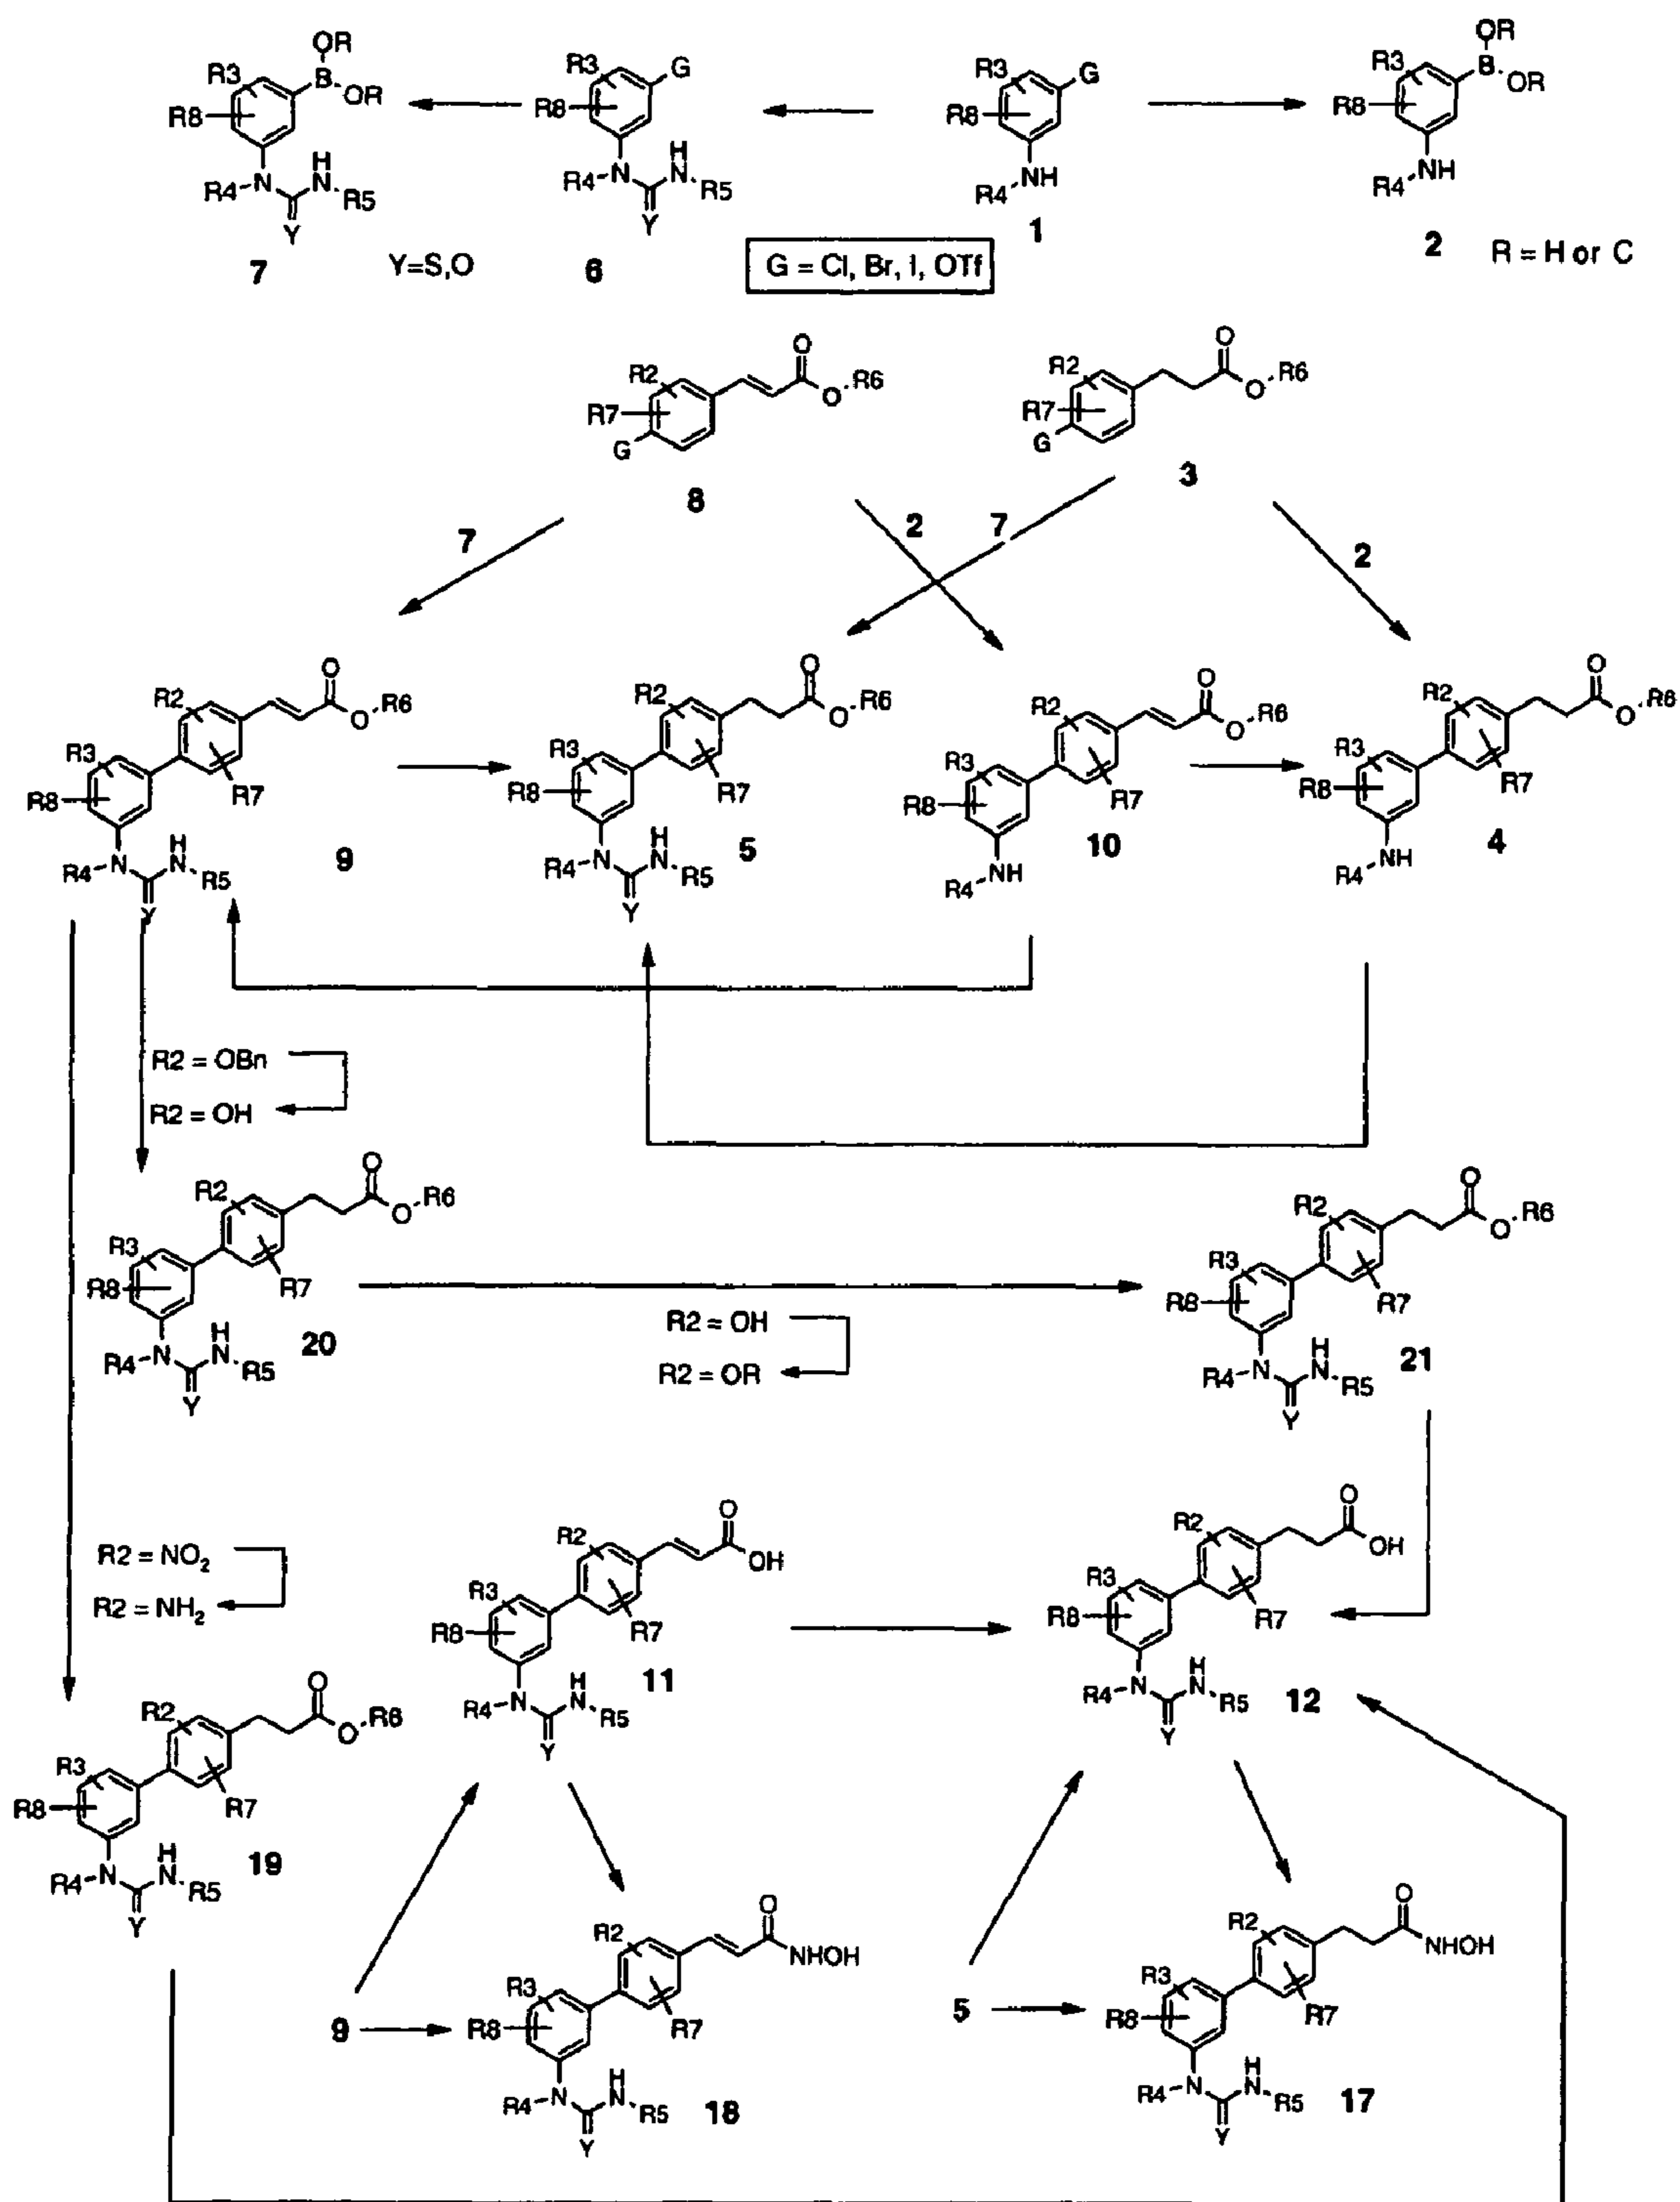 OR
B
OR
R3
R8
R4
N
H
N
R5
Y
7
Y=S,O
R3
G
R8
R4
N
H
N
R5
Y
6
R3
G
R8
NH
R4
1
G = Cl, Br, I, OTf
OR
B
OR
R3
R8
NH
R4
2
R = H or C
O
R2
O
R6
R7
G
8
O
R2
O
R6
R7
G
3
7
2
7
2
O
R2
O
R6
R3
R8
R7
R4
N
H
N
R5
Y
9
O
R2
O
R6
R3
R8
R7
R4
N
H
N
R5
Y
5
O
R2
O
R6
R3
R8
R7
NH
R4
10
O
R2
O
R6
R3
R8
R7
NH
R4
4
R2 = OBn
R2 = OH
O
R2
O
R6
R3
R8
R7
R4
N
H
N
R5
Y
20
R2 = OH
R2 = OR
O
R2
O
R6
R3
R8
R7
R4
N
H
N
R5
Y
21
R2 = NO2
R2 = NH2
O
R2
OH
R3
R8
R7
R4
N
H
N
R5
Y
11
O
R2
OH
R3
R8
R7
R4
N
H
N
R5
Y
12
O
R2
O
R6
R3
R8
R7
R4
N
H
N
R5
Y
19
9
O
R2
NHOH
R3
R8
R7
R4
N
H
N
R5
Y
18
5
O
R2
NHOH
R3
R8
R7
R4
N
H
N
R5
Y
17